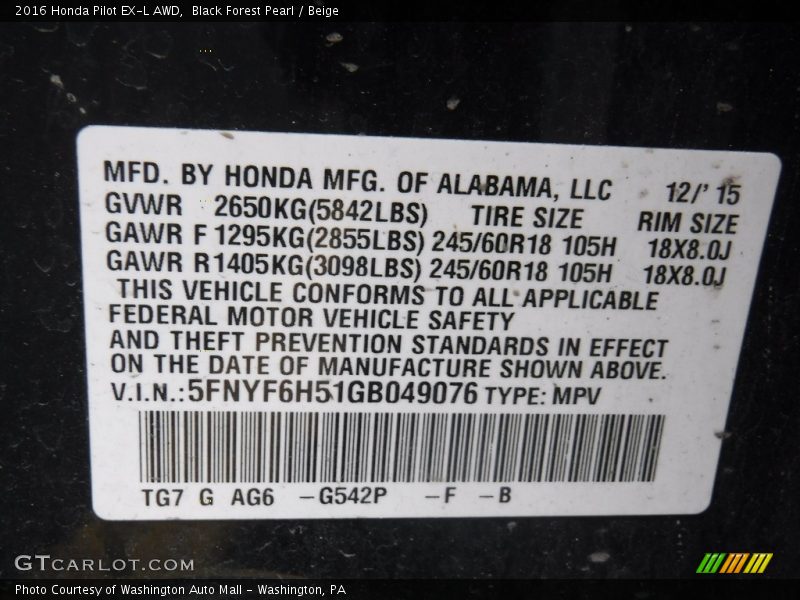 2016 Honda Pilot EX-L AWD,  Black Forest Pearl / Beige
MFD. BY HONDA MFG. OF ALABAMA, LLC 12/' 15
GVWR 2650KG(5842LBS) TIRE SIZE RIM SIZE
GAWR F 1295KG(2855LBS) 245/60R18 105H 18X8.0J
GAWR R1405KG(3098LBS) 245/60R18 105H 18X8.0J
THIS VEHICLE CONFORMS TO ALL APPLICABLE
FEDERAL MOTOR VEHICLE SAFETY
AND THEFT PREVENTION STANDARDS IN EFFECT
ON THE DATE OF MANUFACTURE SHOWN ABOVE.
V.I.N.:5FNYF6H51GB049076 TYPE: MPV
TG7 G AG6 -G542P -F -B
GTCARLOT.COM
Photo Courtesy of Washington Auto Mall - Washington, PA